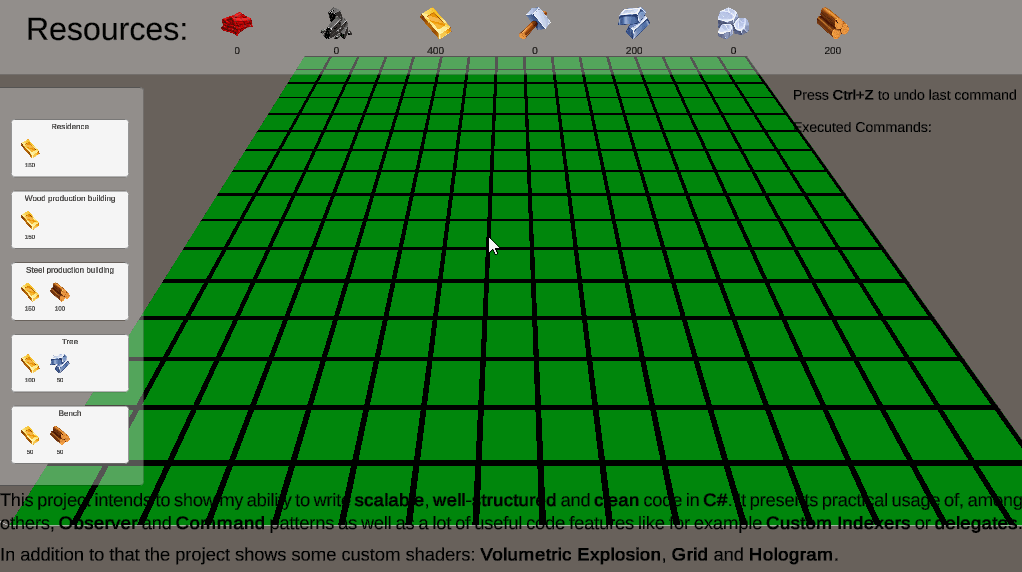 Resources:
0 0 400 0 200 0 200
Press Ctrl+Z to undo last command
Executed Commands:
Residence
150
Wood production building
150
Steel production building
150 100
Tree
100 50
Bench
50 50
This project intends to show my ability to write scalable, well-structured and clean code in C#. It presents practical usage of, among
others, Observer and Command patterns as well as a lot of useful code features like for example Custom Indexers or delegates.
In addition to that the project shows some custom shaders: Volumetric Explosion, Grid and Hologram.